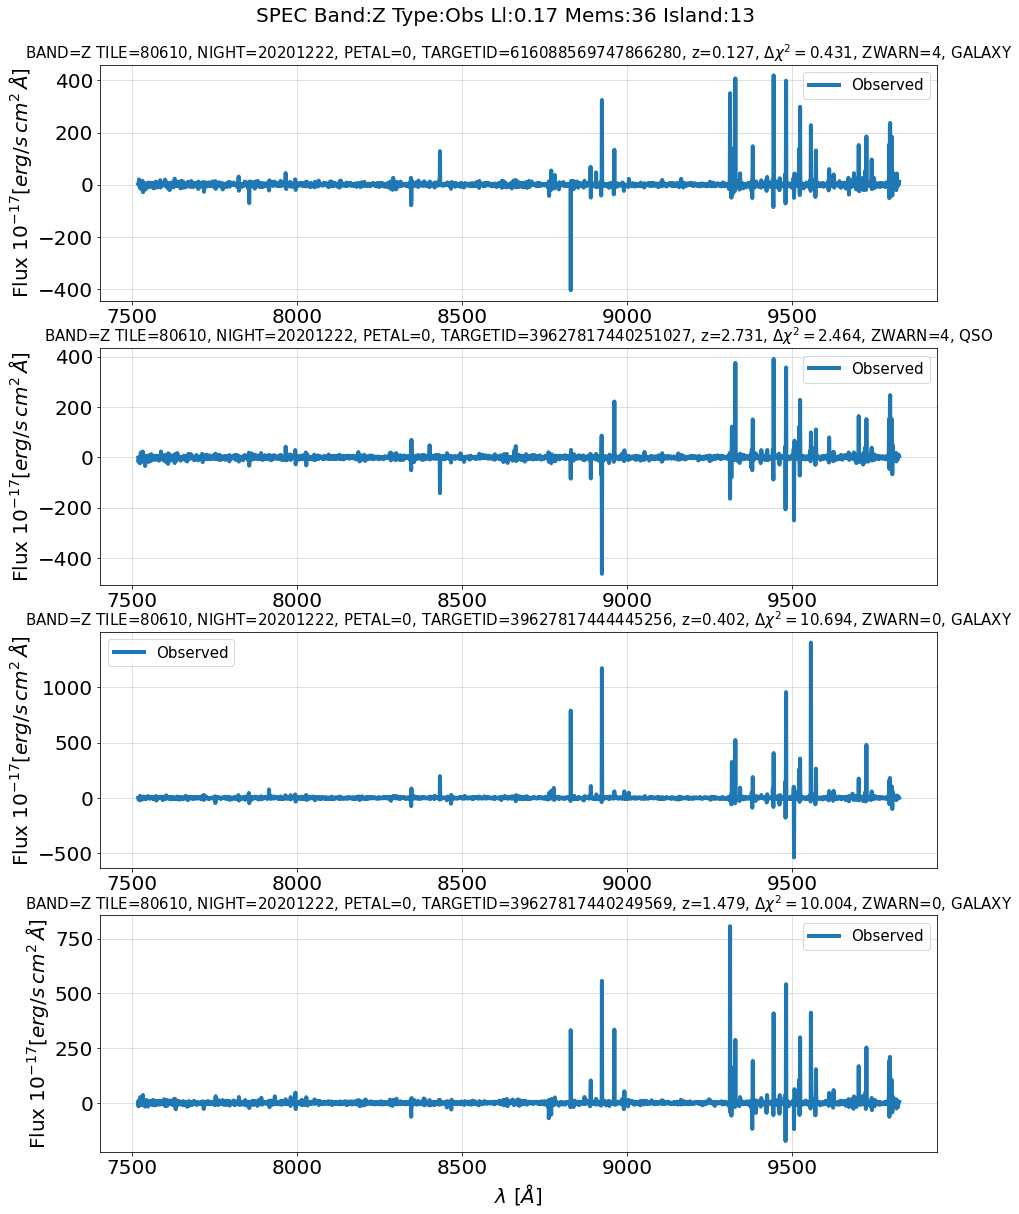 SPEC Band:Z Type:Obs Ll:0.17 Mems:36 Island:13
BAND=Z TILE=80610, NIGHT=20201222, PETAL=0, TARGETID=616088569747866280, z=0.127, Δχ² = 0.431, ZWARN=4, GALAXY
Flux 10⁻¹⁷[erg/s cm² Å]
400
200
0
−200
−400
Observed
7500 8000 8500 9000 9500
BAND=Z TILE=80610, NIGHT=20201222, PETAL=0, TARGETID=39627817440251027, z=2.731, Δχ² = 2.464, ZWARN=4, QSO
Flux 10⁻¹⁷[erg/s cm² Å]
400
200
0
−200
−400
Observed
7500 8000 8500 9000 9500
BAND=Z TILE=80610, NIGHT=20201222, PETAL=0, TARGETID=39627817444445256, z=0.402, Δχ² = 10.694, ZWARN=0, GALAXY
Flux 10⁻¹⁷[erg/s cm² Å]
1000
500
0
−500
Observed
7500 8000 8500 9000 9500
BAND=Z TILE=80610, NIGHT=20201222, PETAL=0, TARGETID=39627817440249569, z=1.479, Δχ² = 10.004, ZWARN=0, GALAXY
Flux 10⁻¹⁷[erg/s cm² Å]
750
500
250
0
Observed
7500 8000 8500 9000 9500
λ [Å]